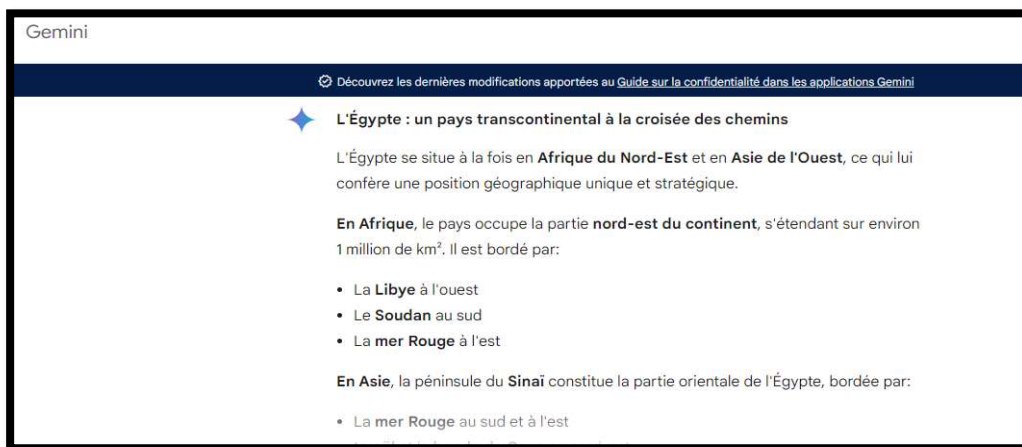 Gemini
Découvrez les dernières modifications apportées au Guide sur la confidentialité dans les applications Gemini
L'Égypte : un pays transcontinental à la croisée des chemins
L'Égypte se situe à la fois en Afrique du Nord-Est et en Asie de l'Ouest, ce qui lui
confère une position géographique unique et stratégique.
En Afrique, le pays occupe la partie nord-est du continent, s'étendant sur environ
1 million de km². Il est bordé par:
• La Libye à l'ouest
• Le Soudan au sud
• La mer Rouge à l'est
En Asie, la péninsule du Sinaï constitue la partie orientale de l'Égypte, bordée par:
• La mer Rouge au sud et à l'est